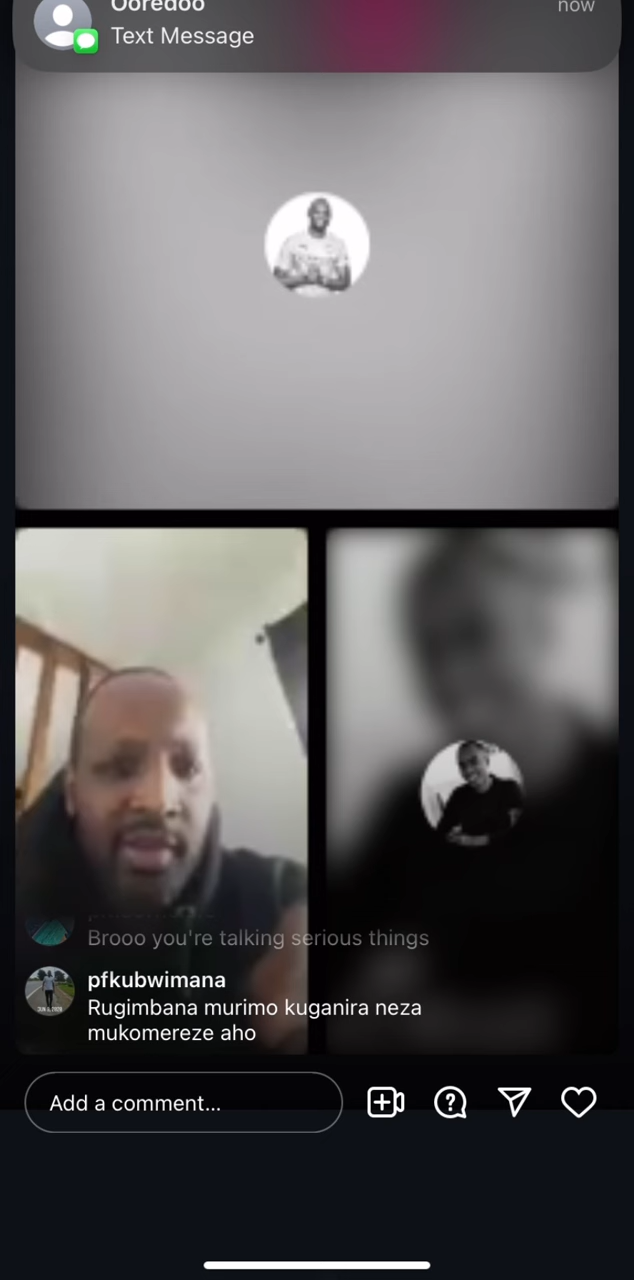 Ooredoo
now
Text Message
Brooo you're talking serious things
pfkubwimana
Rugimbana murimo kuganira neza
mukomereze aho
Add a comment...